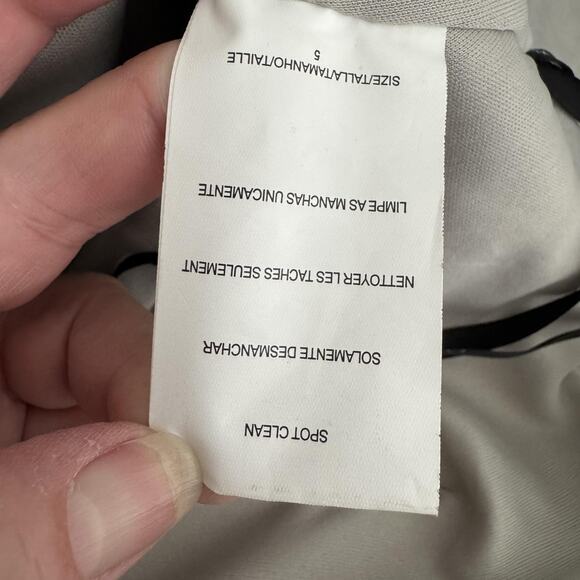 SPOT CLEAN
SOLAMENTE DESMANCHAR
NETTOYER LES TACHES SEULEMENT
LIMPE AS MANCHAS UNICAMENTE
SIZE/TALLA/TAMANHO/TAILLE
5